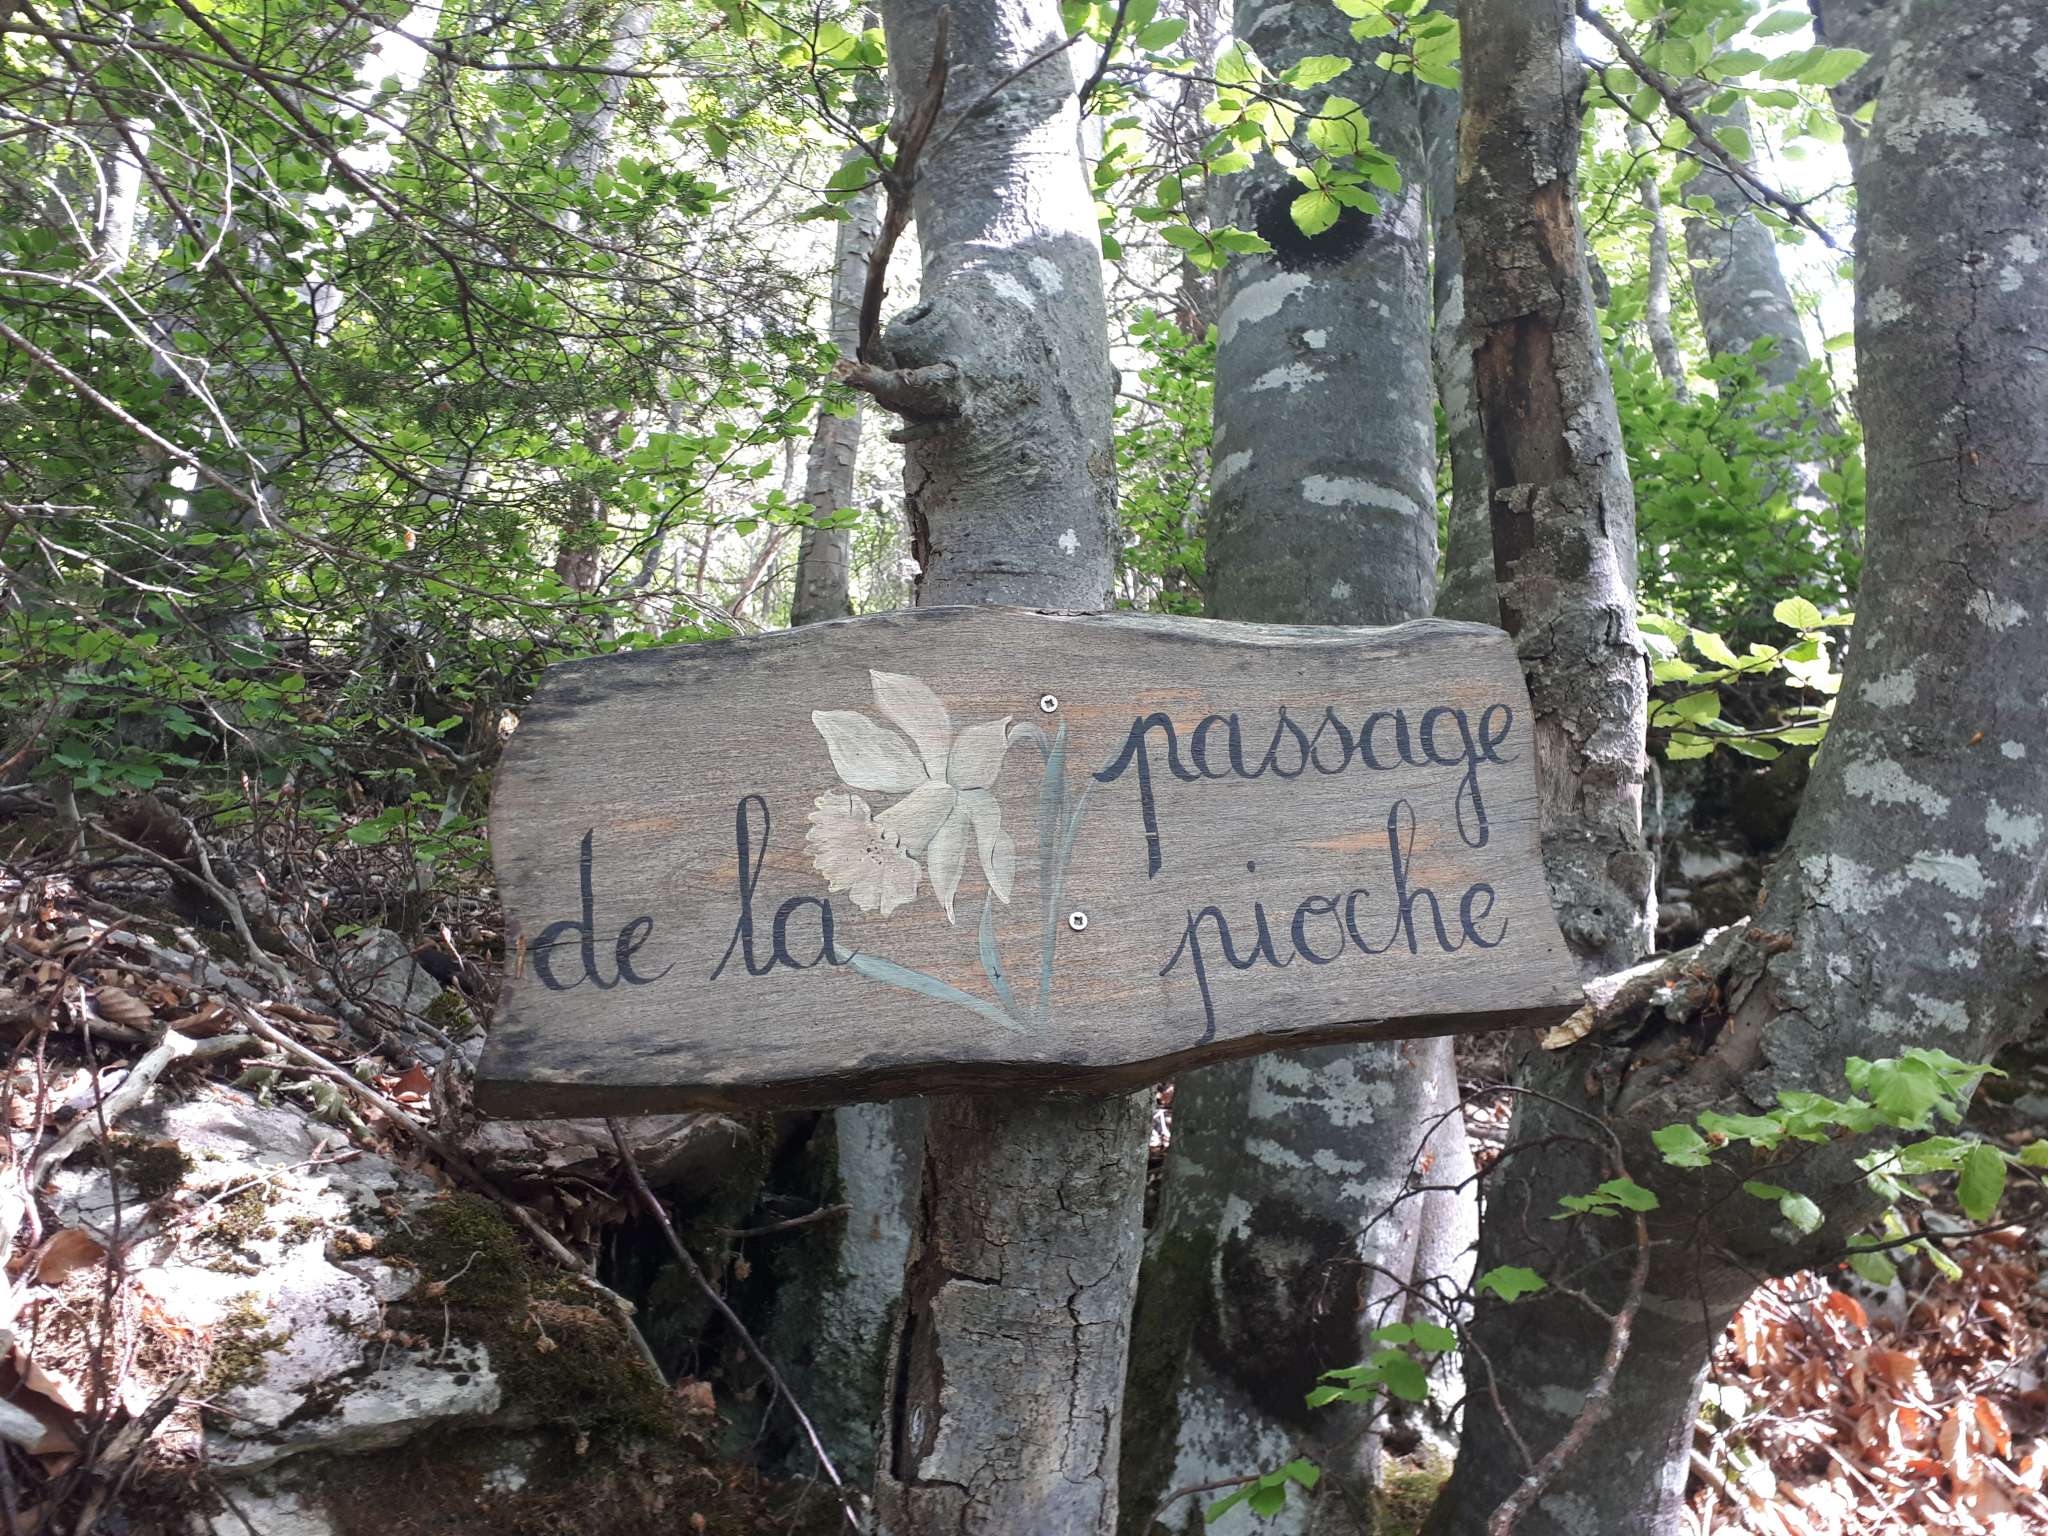 passage
de la pioche